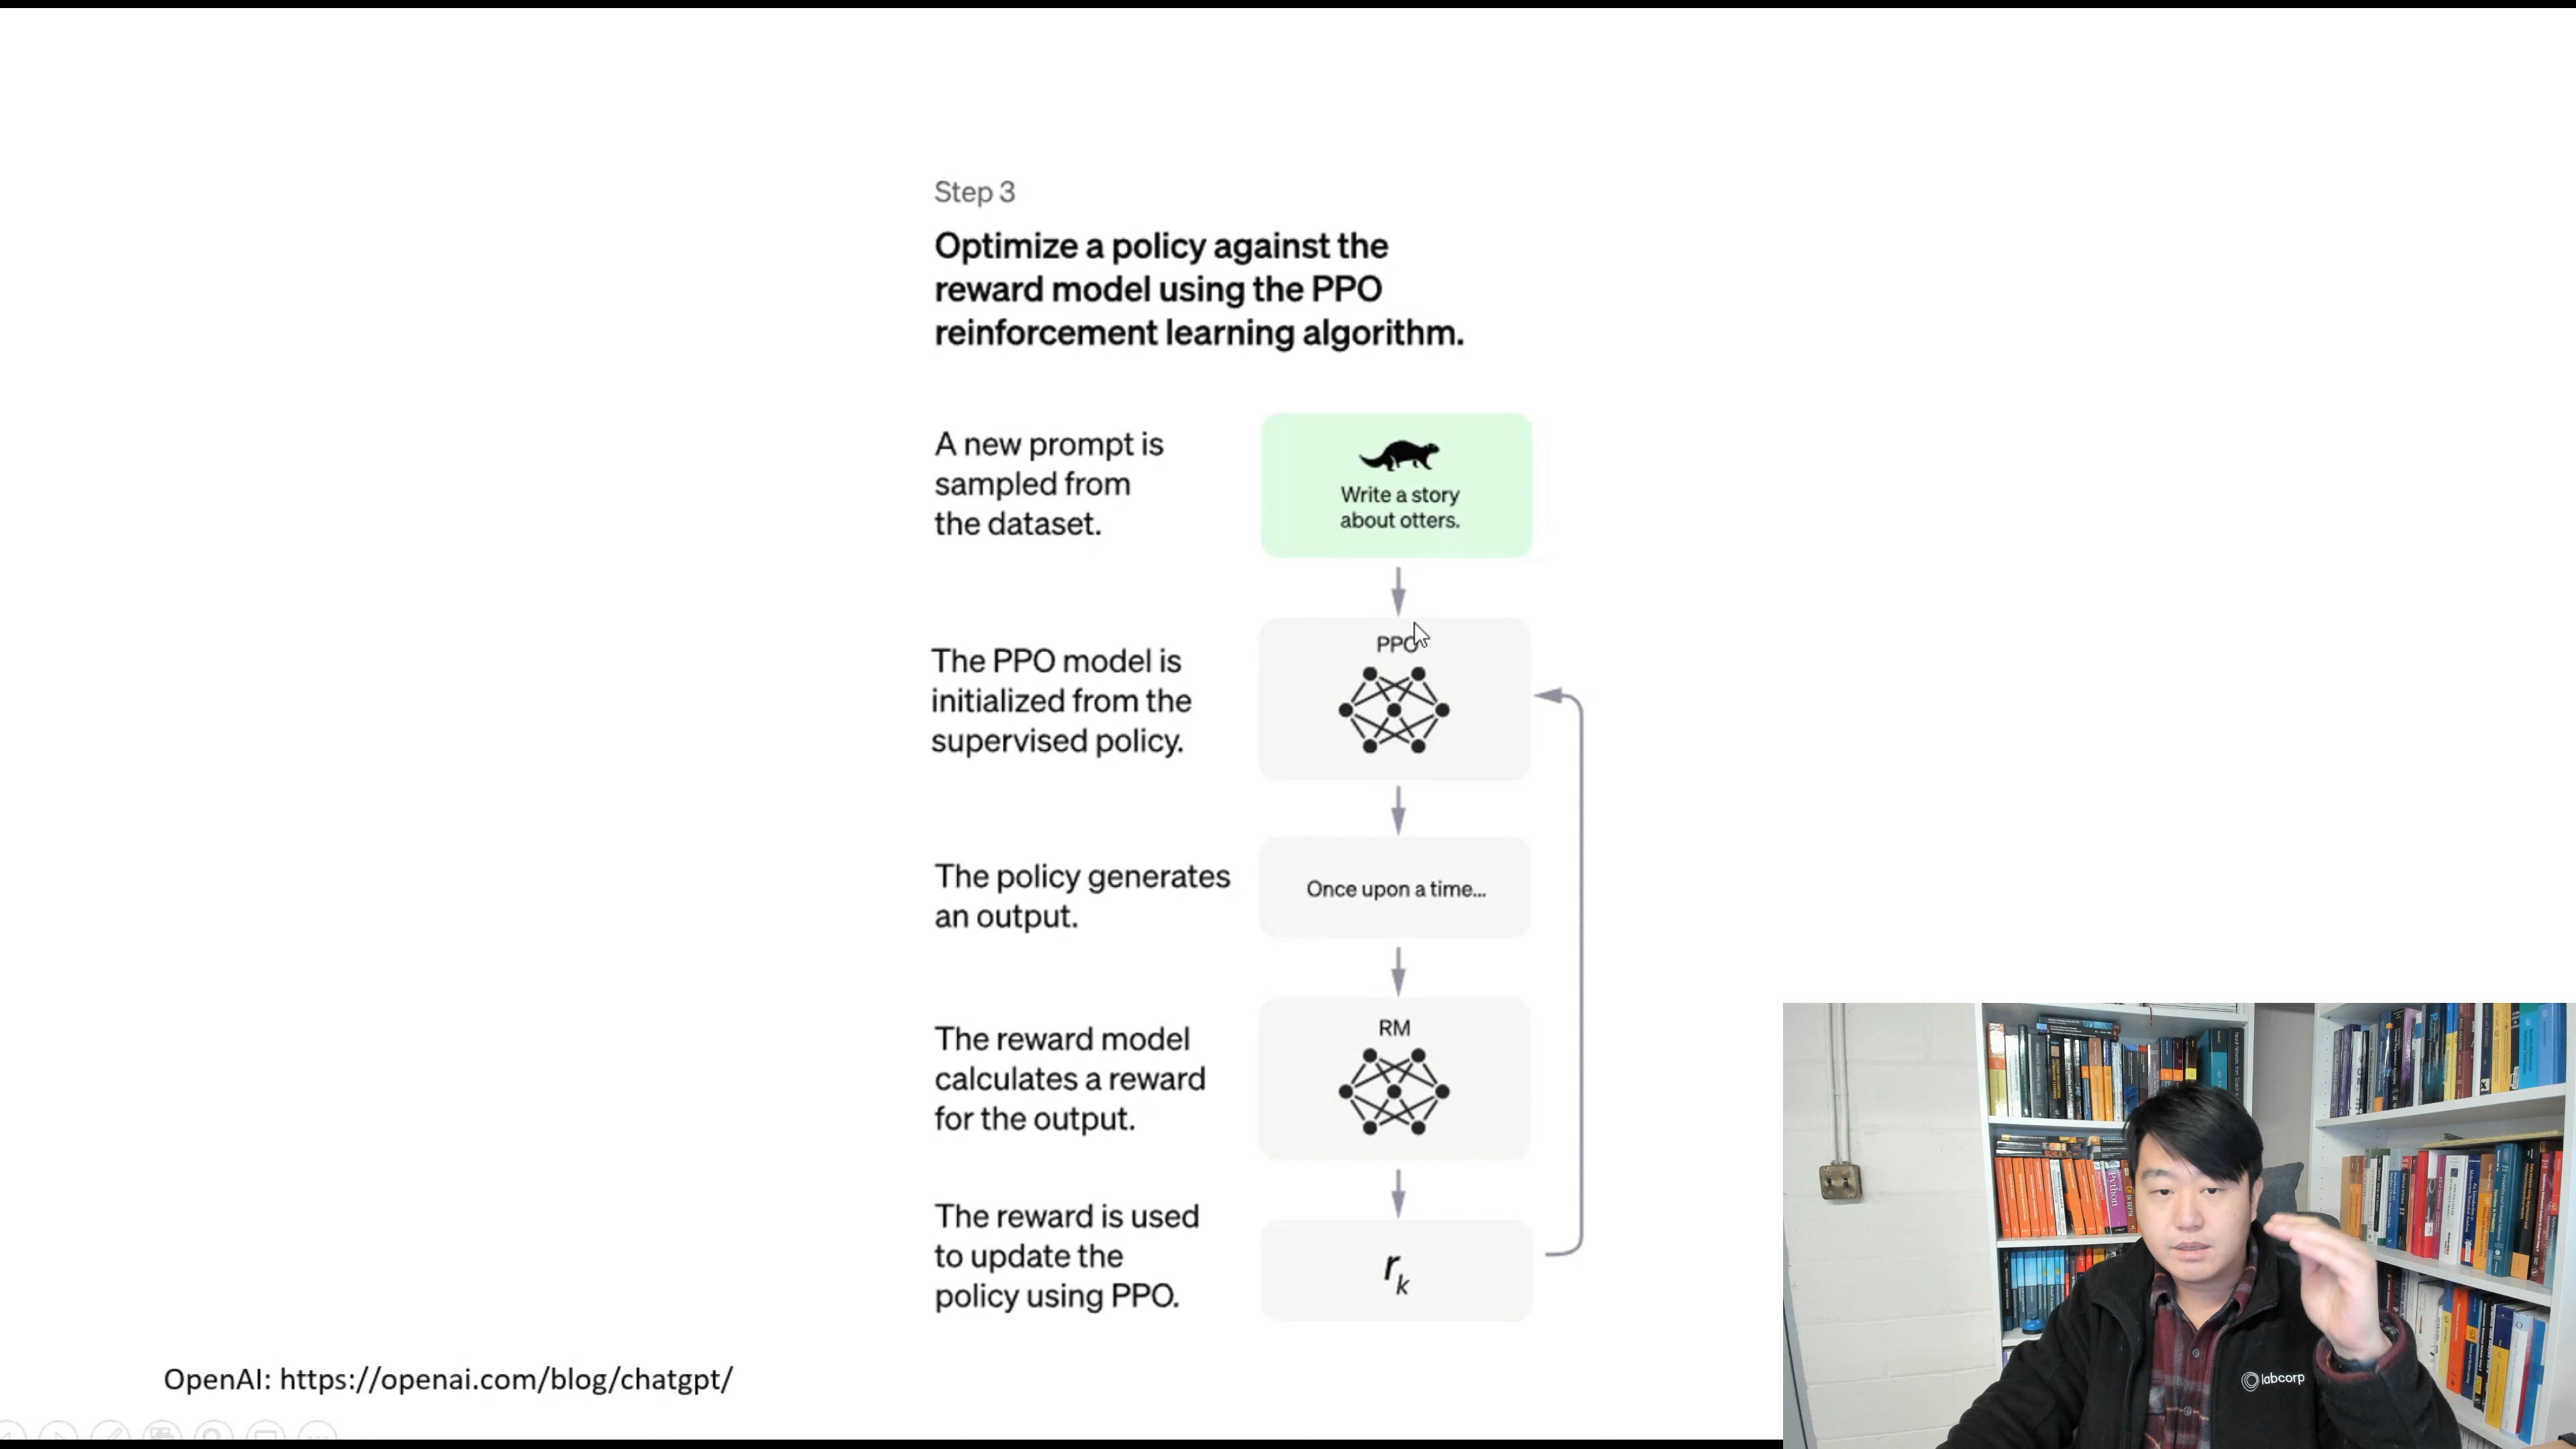 Step 3
Optimize a policy against the
reward model using the PPO
reinforcement learning algorithm.
A new prompt is
sampled from
the dataset.
Write a story
about otters.
The PPO model is
initialized from the
supervised policy.
PPO
The policy generates
an output.
Once upon a time...
The reward model
calculates a reward
for the output.
RM
The reward is used
to update the
policy using PPO.
r
k
OpenAI: https://openai.com/blog/chatgpt/
Python
labcorp